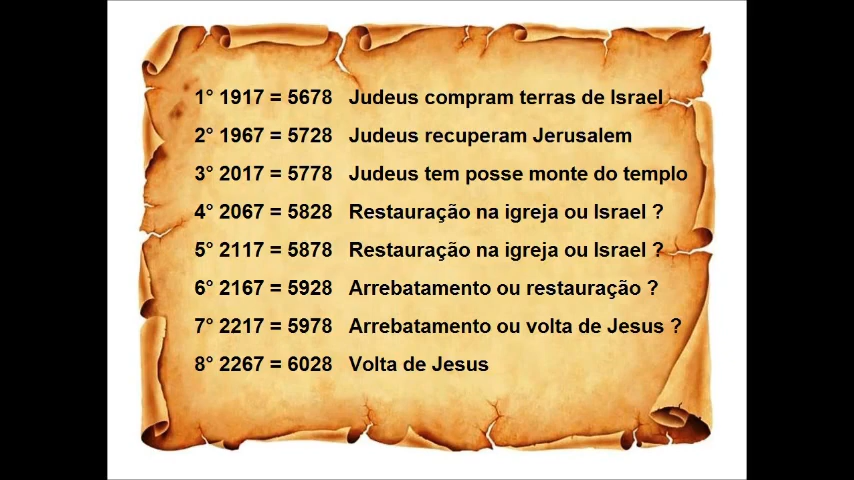 1° 1917 = 5678 Judeus compram terras de Israel
2° 1967 = 5728 Judeus recuperam Jerusalem
3° 2017 = 5778 Judeus tem posse monte do templo
4° 2067 = 5828 Restauração na igreja ou Israel ?
5° 2117 = 5878 Restauração na igreja ou Israel ?
6° 2167 = 5928 Arrebatamento ou restauração ?
7° 2217 = 5978 Arrebatamento ou volta de Jesus ?
8° 2267 = 6028 Volta de Jesus